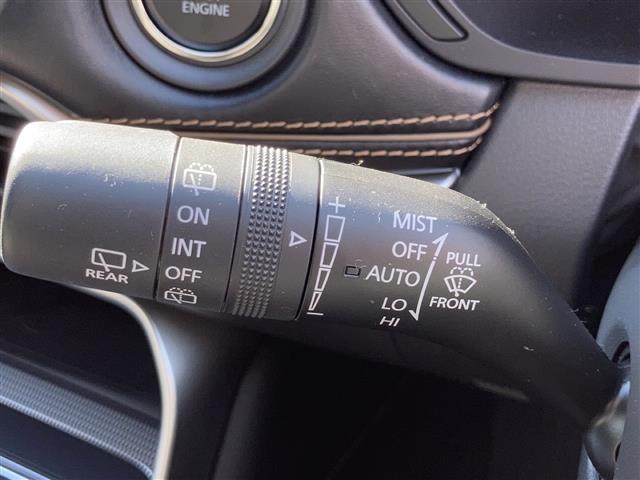 ENGINE
REAR
ON
INT
OFF
+
-
MIST
OFF
AUTO
LO
HI
PULL
FRONT